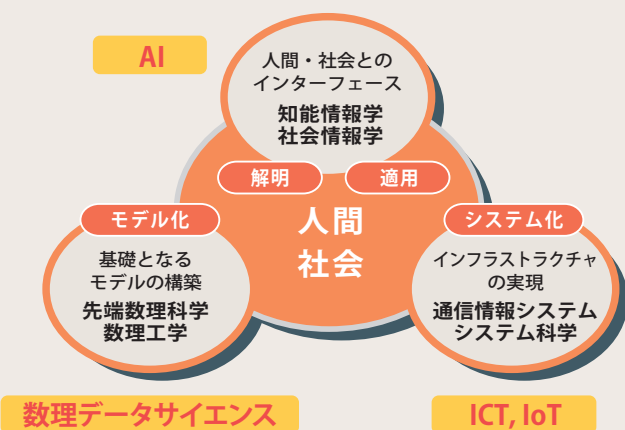 AI
人間・社会との
インターフェース
知能情報学
社会情報学
解明
適用
人間
社会
モデル化
基礎となる
モデルの構築
先端数理科学
数理工学
システム化
インフラストラクチャ
の実現
通信情報システム
システム科学
数理データサイエンス
ICT, IoT